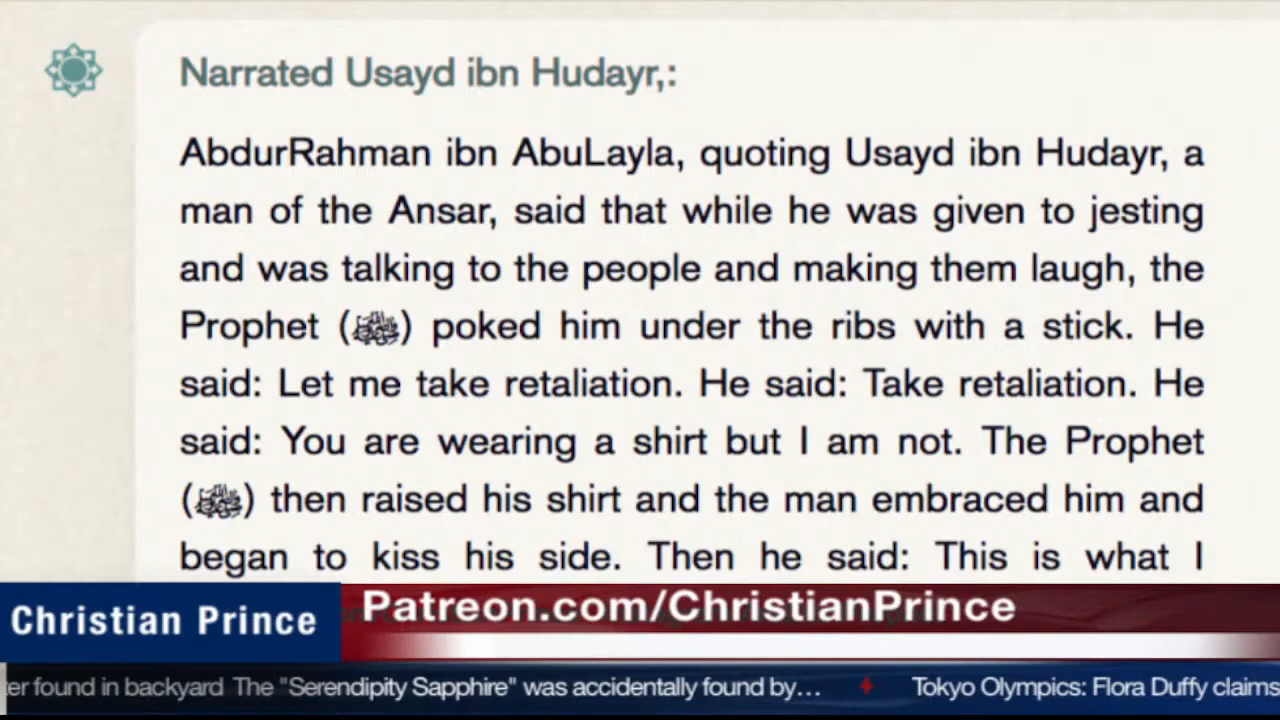 Narrated Usayd ibn Hudayr,:
AbdurRahman ibn AbuLayla, quoting Usayd ibn Hudayr, a
man of the Ansar, said that while he was given to jesting
and was talking to the people and making them laugh, the
Prophet (ﷺ) poked him under the ribs with a stick. He
said: Let me take retaliation. He said: Take retaliation. He
said: You are wearing a shirt but I am not. The Prophet
(ﷺ) then raised his shirt and the man embraced him and
began to kiss his side. Then he said: This is what I
Christian Prince
Patreon.com/ChristianPrince
er found in backyard The "Serendipity Sapphire" was accidentally found by... Tokyo Olympics: Flora Duffy claims